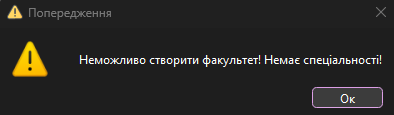 Попередження
Неможливо створити факультет! Немає спеціальності!
Ок